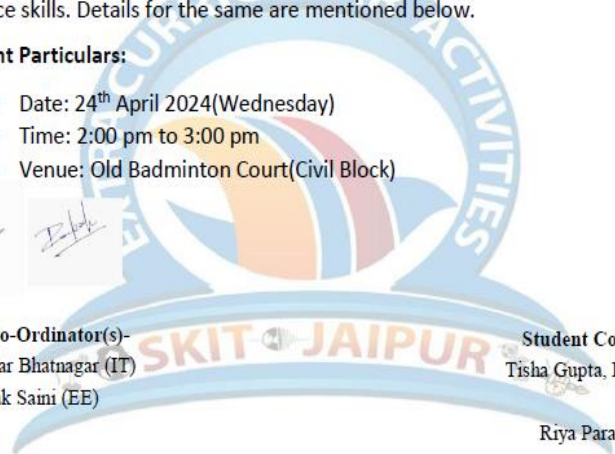 ce skills. Details for the same are mentioned below.
nt Particulars:
Date: 24th April 2024(Wednesday)
Time: 2:00 pm to 3:00 pm
Venue: Old Badminton Court(Civil Block)
EXTRACURRICULAR ACTIVITIES
SKIT JAIPUR
o-Ordinator(s)-
ar Bhatnagar (IT)
k Saini (EE)
Student Co
Tisha Gupta,
Riya Para